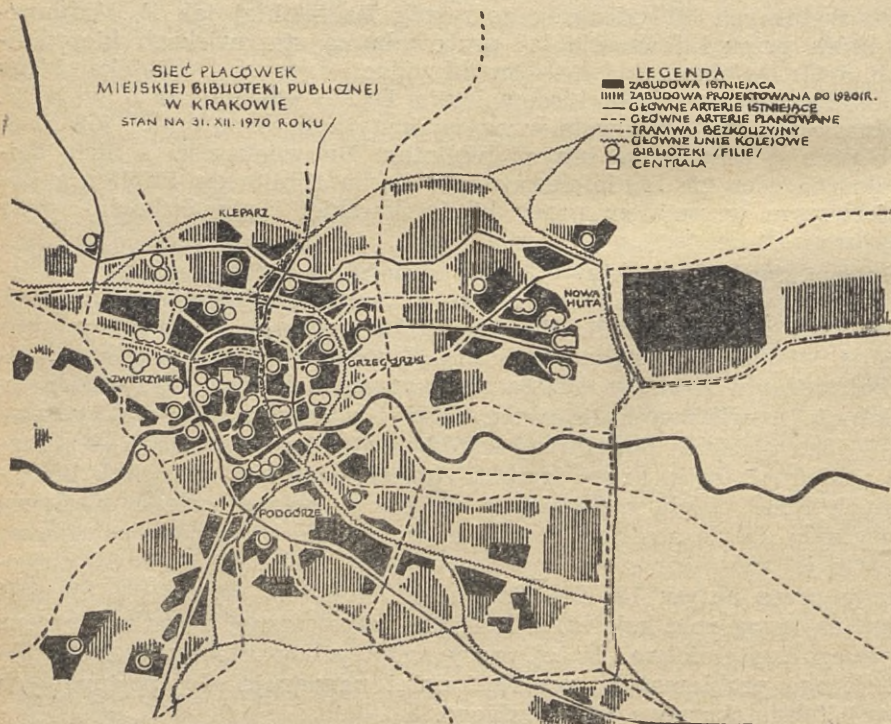 SIEĆ PLACÓWEK
MIEJSKIEJ BIBLIOTEKI PUBLICZNEJ
W KRAKOWIE
STAN NA 31. XII. 1970 ROKU
LEGENDA
ZABUDOWA ISTNIEJĄCA
ZABUDOWA PROJEKTOWANA DO 1980 R.
GŁÓWNE ARTERIE ISTNIEJĄCE
GŁÓWNE ARTERIE PLANOWANE
TRAMWAJ BEZKOLIZYJNY
GŁÓWNE LINIE KOLEJOWE
BIBLIOTEKI /FILIE/
CENTRALA
KLEPARZ
NOWA
HUTA
GRZEGÓRZKI
ZWIERZYNIEC
PODGÓRZE